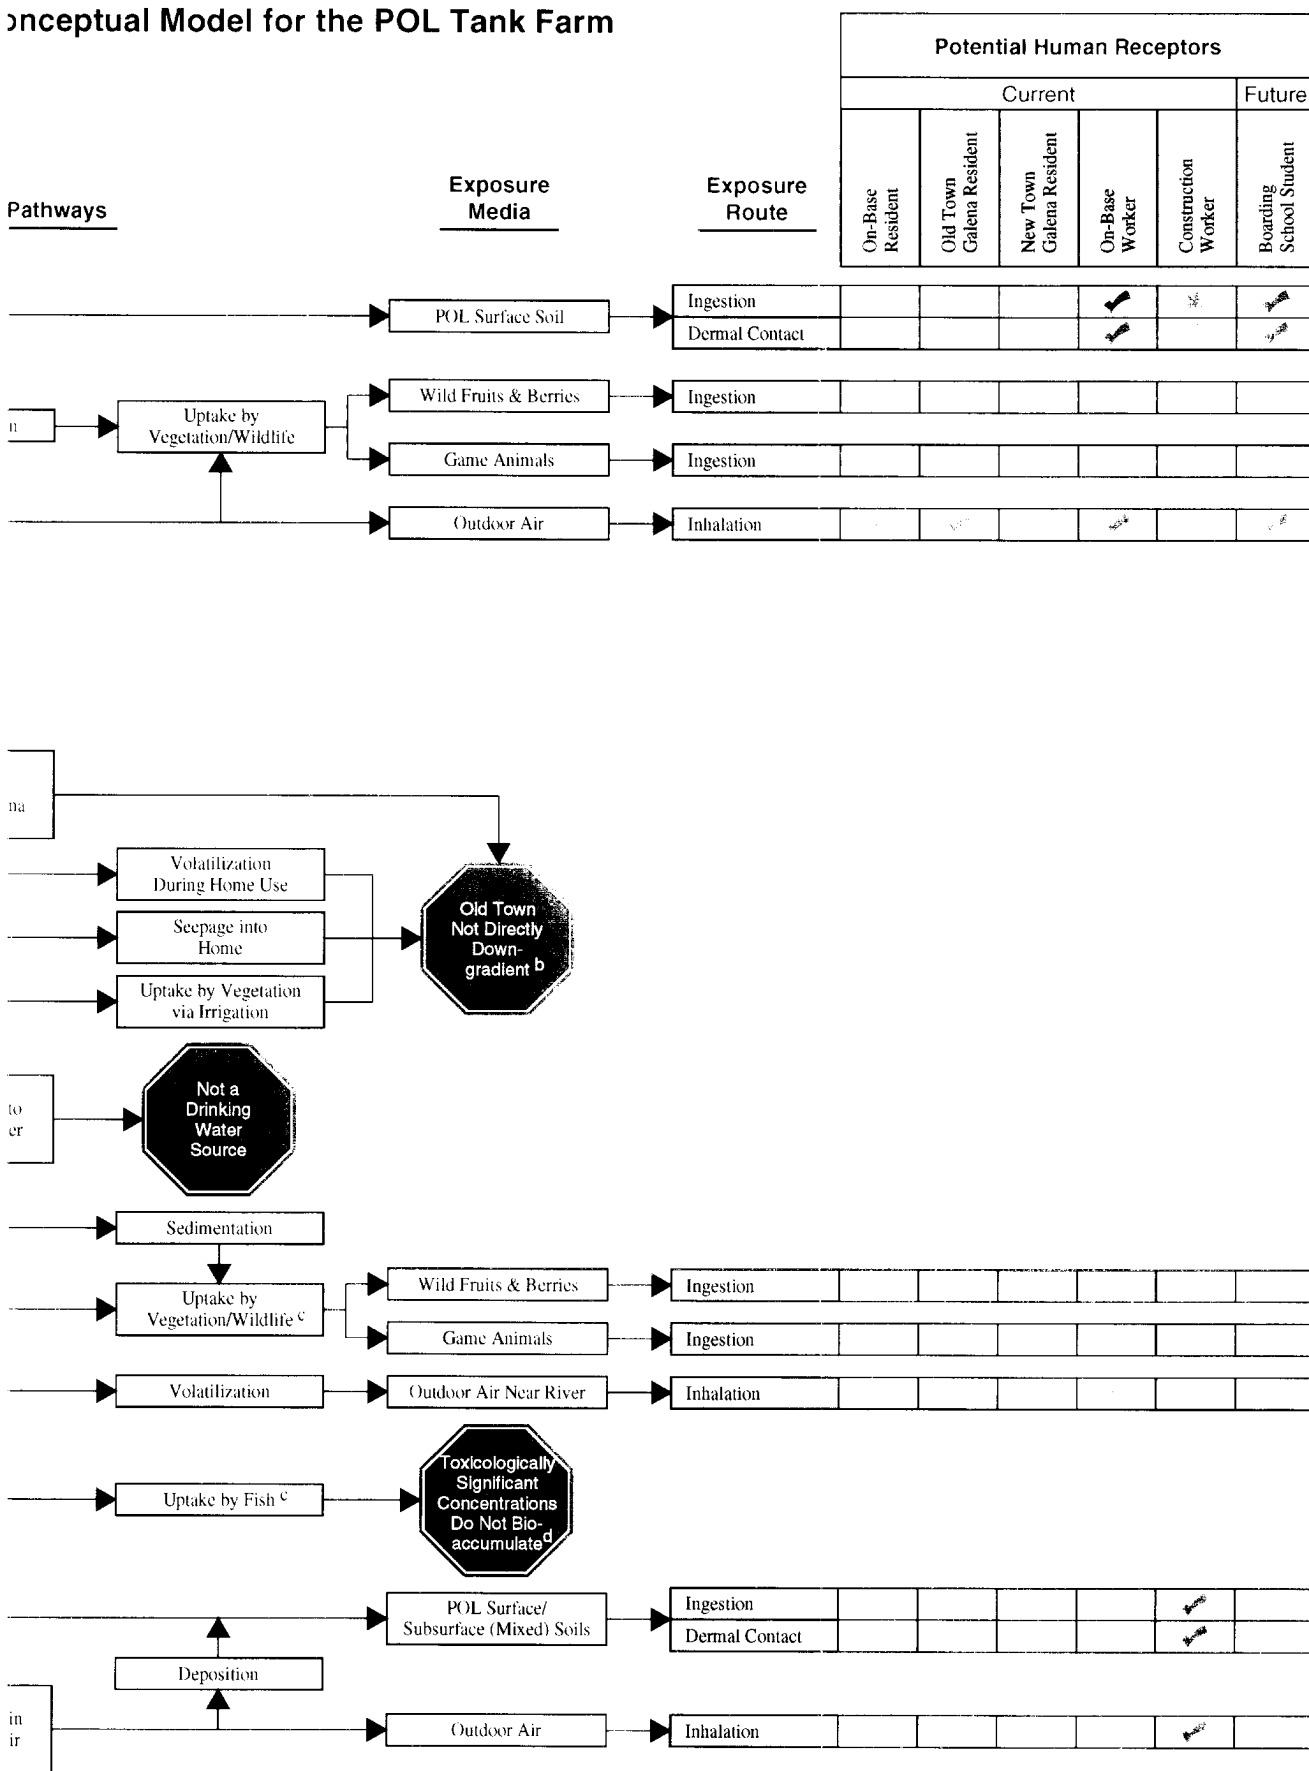 onceptual Model for the POL Tank Farm
Potential Human Receptors
Current
Future
On-Base
Resident
Old Town
Galena Resident
New Town
Galena Resident
On-Base
Worker
Construction
Worker
Boarding
School Student
Pathways
Exposure
Media
Exposure
Route
POL Surface Soil
Ingestion
Dermal Contact
n
Uptake by
Vegetation/Wildlife
Wild Fruits & Berries
Ingestion
Game Animals
Ingestion
Outdoor Air
Inhalation
na
Volatilization
During Home Use
Seepage into
Home
Uptake by Vegetation
via Irrigation
Old Town
Not Directly
Down-
gradient b
to
er
Not a
Drinking
Water
Source
Sedimentation
Uptake by
Vegetation/Wildlife c
Wild Fruits & Berries
Ingestion
Game Animals
Ingestion
Volatilization
Outdoor Air Near River
Inhalation
Uptake by Fish c
Toxicologically
Significant
Concentrations
Do Not Bio-
accumulate d
POL Surface/
Subsurface (Mixed) Soils
Ingestion
Dermal Contact
Deposition
in
ir
Outdoor Air
Inhalation